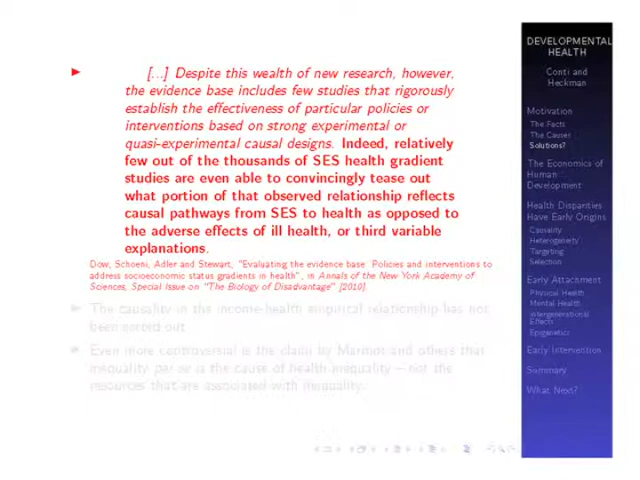 [...] Despite this wealth of new research, however,
the evidence base includes few studies that rigorously
establish the effectiveness of particular policies or
interventions based on strong experimental or
quasi-experimental causal designs. Indeed, relatively
few out of the thousands of SES health gradient
studies are even able to convincingly tease out
what portion of that observed relationship reflects
causal pathways from SES to health as opposed to
the adverse effects of ill health, or third variable
explanations.
Dow, Schoeni, Adler and Stewart, "Evaluating the evidence base: Policies and interventions to
address socioeconomic status gradients in health", in Annals of the New York Academy of
Sciences, Special Issue on "The Biology of Disadvantage" [2010].
The causality in the income-health empirical relationship has not
been sorted out.
Even more controversial is the claim by Marmot and others that
inequality per se is the cause of health inequality – not the
resources that are associated with inequality.
DEVELOPMENTAL
HEALTH
Conti and
Heckman
Motivation
The Facts
The Causes
Solutions?
The Economics of
Human
Development
Health Disparities
Have Early Origins
Causality
Heterogeneity
Targeting
Selection
Early Attachment
Physical Health
Mental Health
Intergenerational
Effects
Epigenetics
Early Intervention
Summary
What Next?